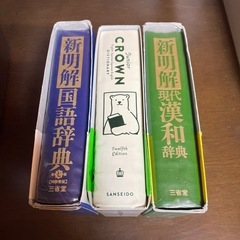 新明解
国語辞典
三省堂
Junior
CROWN
DICTIONARY
Twelfth
Edition
SANSEIDO
新明解
現代
漢和
辞典
三省堂